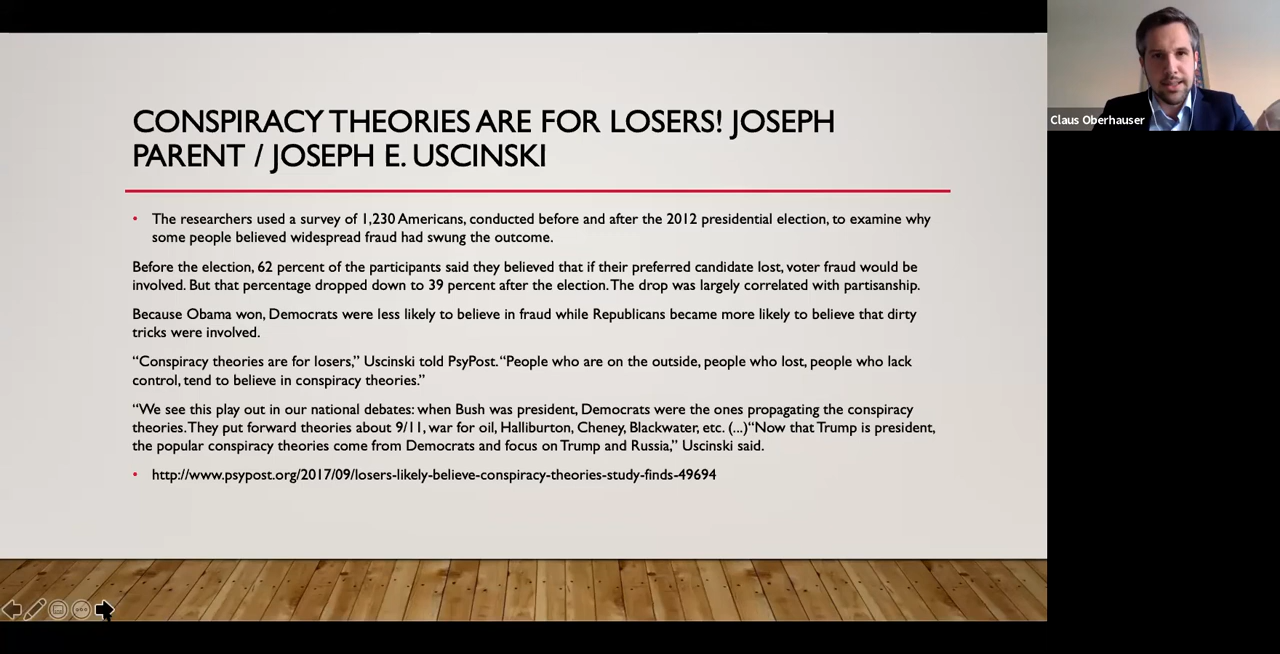 CONSPIRACY THEORIES ARE FOR LOSERS! JOSEPH
PARENT / JOSEPH E. USCINSKI
• The researchers used a survey of 1,230 Americans, conducted before and after the 2012 presidential election, to examine why
some people believed widespread fraud had swung the outcome.
Before the election, 62 percent of the participants said they believed that if their preferred candidate lost, voter fraud would be
involved. But that percentage dropped down to 39 percent after the election. The drop was largely correlated with partisanship.
Because Obama won, Democrats were less likely to believe in fraud while Republicans became more likely to believe that dirty
tricks were involved.
“Conspiracy theories are for losers,” Uscinski told PsyPost. “People who are on the outside, people who lost, people who lack
control, tend to believe in conspiracy theories.”
“We see this play out in our national debates: when Bush was president, Democrats were the ones propagating the conspiracy
theories. They put forward theories about 9/11, war for oil, Halliburton, Cheney, Blackwater, etc. (...)“Now that Trump is president,
the popular conspiracy theories come from Democrats and focus on Trump and Russia,” Uscinski said.
• http://www.psypost.org/2017/09/losers-likely-believe-conspiracy-theories-study-finds-49694
Claus Oberhauser